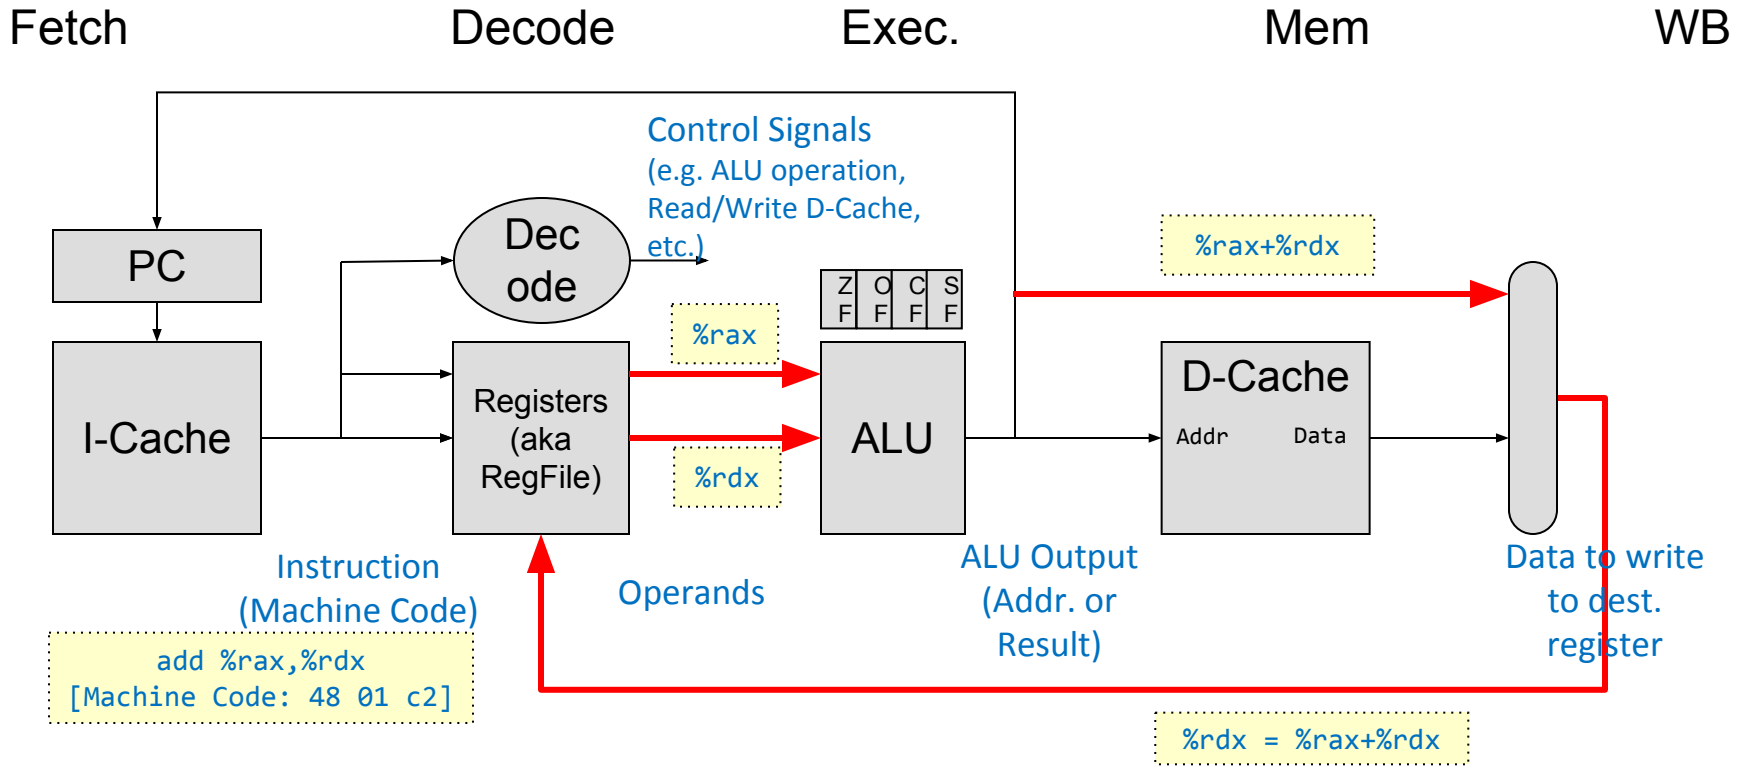 Fetch
Decode
Exec.
Mem
WB
Control Signals
(e.g. ALU operation,
Read/Write D-Cache,
etc.)
PC
Dec
ode
%rax+%rdx
Z
F
O
F
C
F
S
F
%rax
I-Cache
Registers
(aka
RegFile)
%rdx
ALU
D-Cache
Addr
Data
Instruction
(Machine Code)
Operands
ALU Output
(Addr. or
Result)
Data to write
to dest.
register
add %rax,%rdx
[Machine Code: 48 01 c2]
%rdx = %rax+%rdx